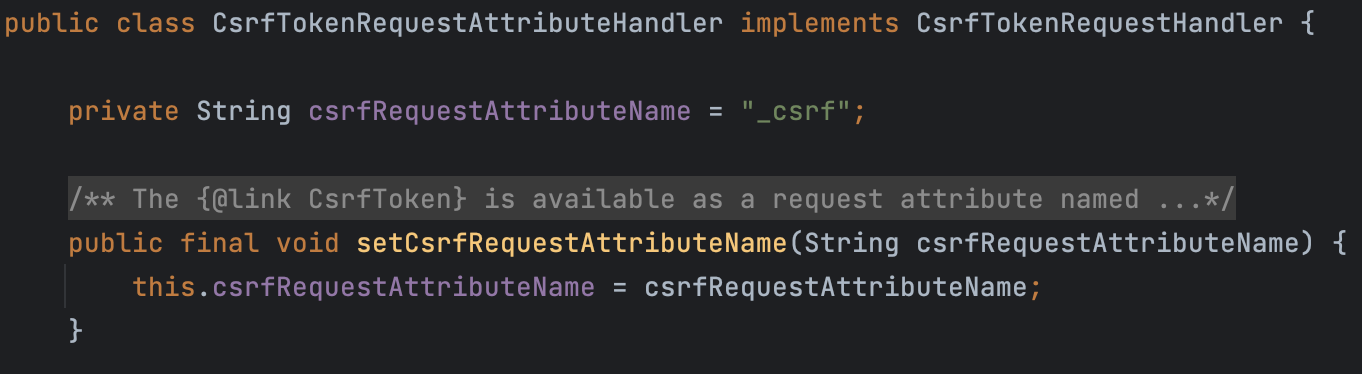 public class CsrfTokenRequestAttributeHandler implements CsrfTokenRequestHandler {
private String csrfRequestAttributeName = "_csrf";
/** The {@link CsrfToken} is available as a request attribute named ...*/
public final void setCsrfRequestAttributeName(String csrfRequestAttributeName) {
this.csrfRequestAttributeName = csrfRequestAttributeName;
}